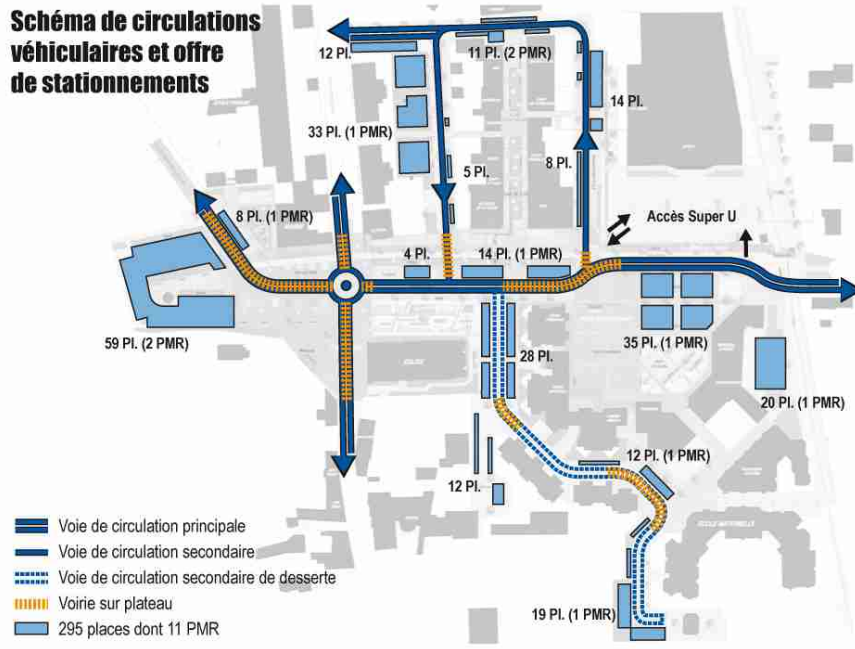 Schéma de circulations
véhiculaires et offre
de stationnements
12 Pl.
11 Pl. (2 PMR)
14 Pl.
33 Pl. (1 PMR)
5 Pl.
8 Pl.
8 Pl. (1 PMR)
Accès Super U
4 Pl.
14 Pl. (1 PMR)
59 Pl. (2 PMR)
28 Pl.
35 Pl. (1 PMR)
20 Pl. (1 PMR)
12 Pl. (1 PMR)
12 Pl.
ECOLE MATERNELLE
19 Pl. (1 PMR)
Voie de circulation principale
Voie de circulation secondaire
Voie de circulation secondaire de desserte
Voirie sur plateau
295 places dont 11 PMR